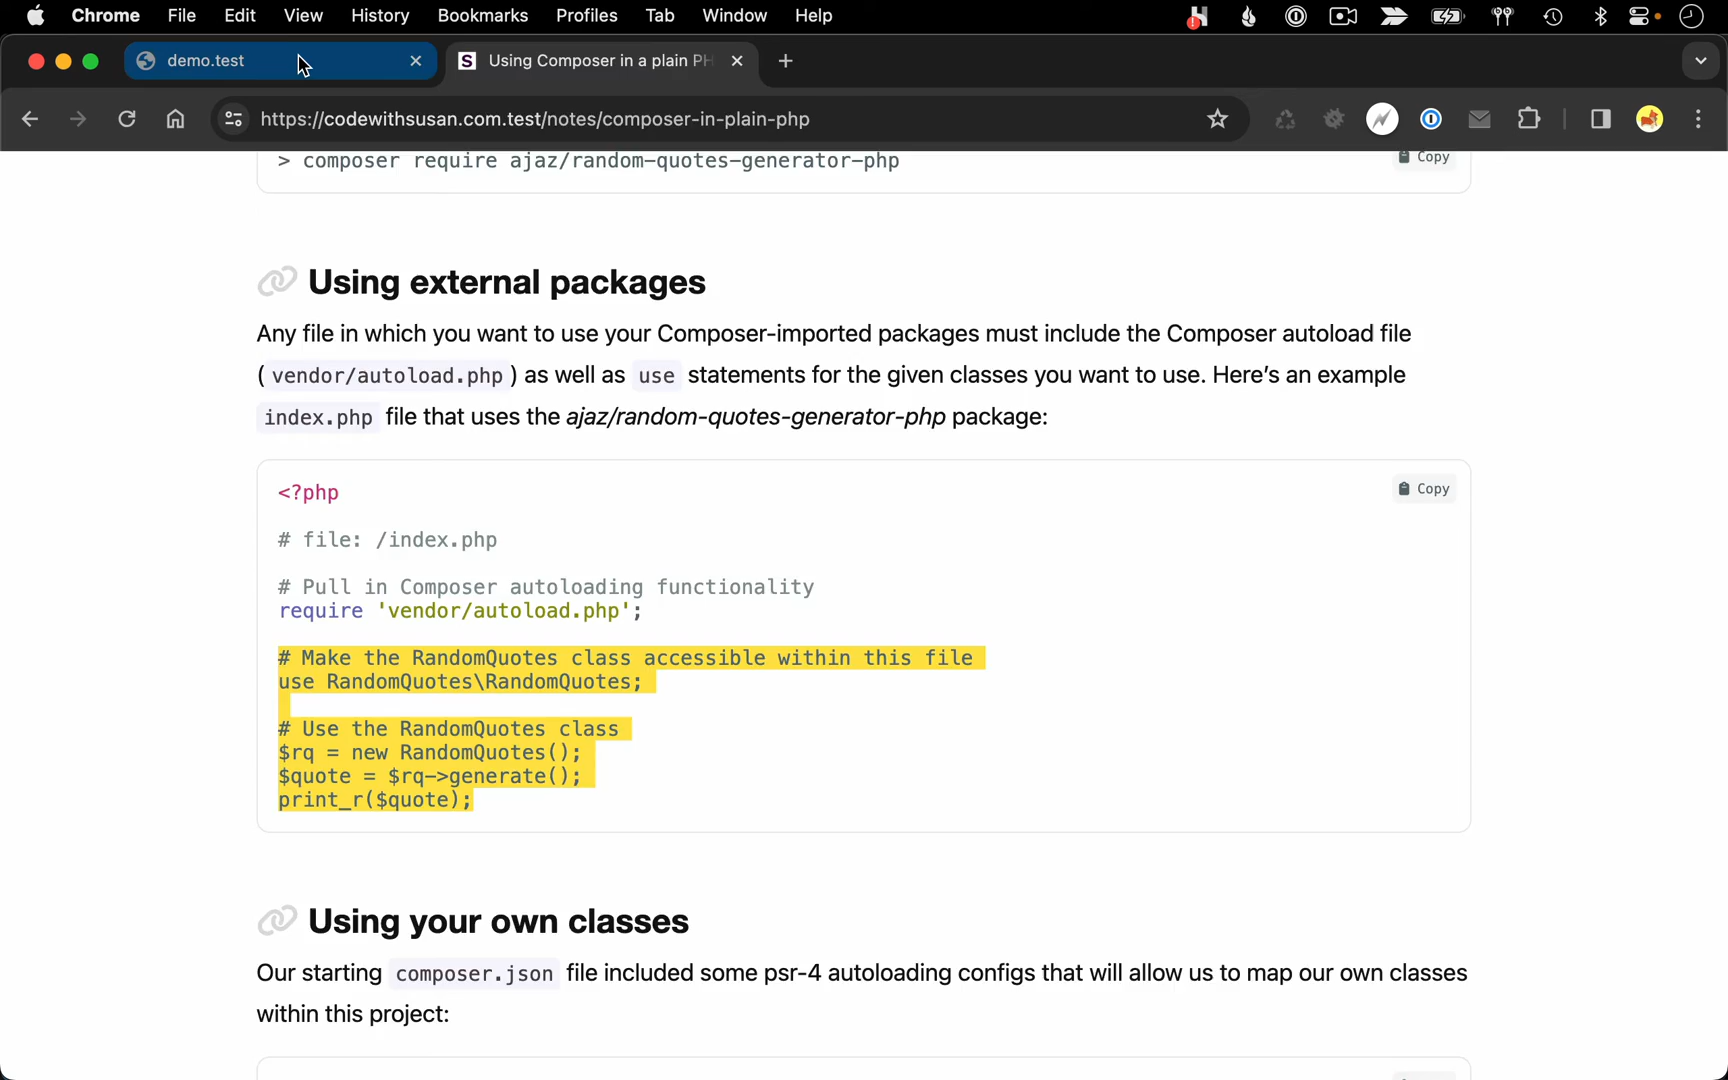 Chrome File Edit View History Bookmarks Profiles Tab Window Help
demo.test
Using Composer in a plain PH
https://codewithsusan.com.test/notes/composer-in-plain-php
> composer require ajaz/random-quotes-generator-php
Copy
Using external packages
Any file in which you want to use your Composer-imported packages must include the Composer autoload file
( vendor/autoload.php ) as well as use statements for the given classes you want to use. Here’s an example
index.php file that uses the ajaz/random-quotes-generator-php package:
<?php
Copy
# file: /index.php
# Pull in Composer autoloading functionality
require 'vendor/autoload.php';
# Make the RandomQuotes class accessible within this file
use RandomQuotes\RandomQuotes;
# Use the RandomQuotes class
$rq = new RandomQuotes();
$quote = $rq->generate();
print_r($quote);
Using your own classes
Our starting composer.json file included some psr-4 autoloading configs that will allow us to map our own classes
within this project: